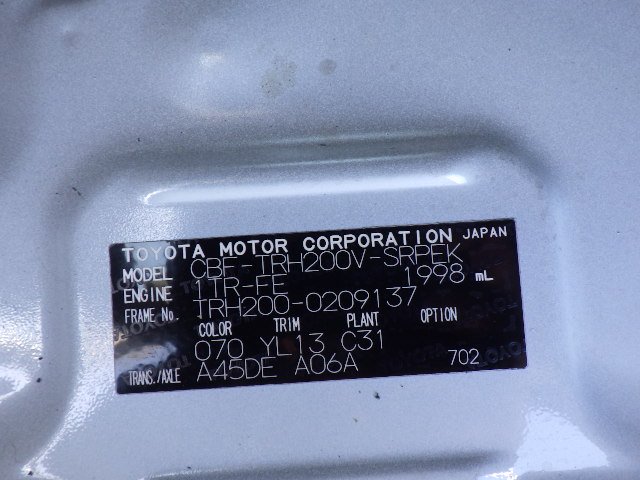 TOYOTA MOTOR CORPORATION JAPAN
MODEL CBF-TRH200V-SRPEK
ENGINE 1TR-FE 1998 mL
FRAME No. TRH200-0209137
COLOR TRIM PLANT OPTION
070 YL13 C31
TRANS./AXLE A45DE A06A 702